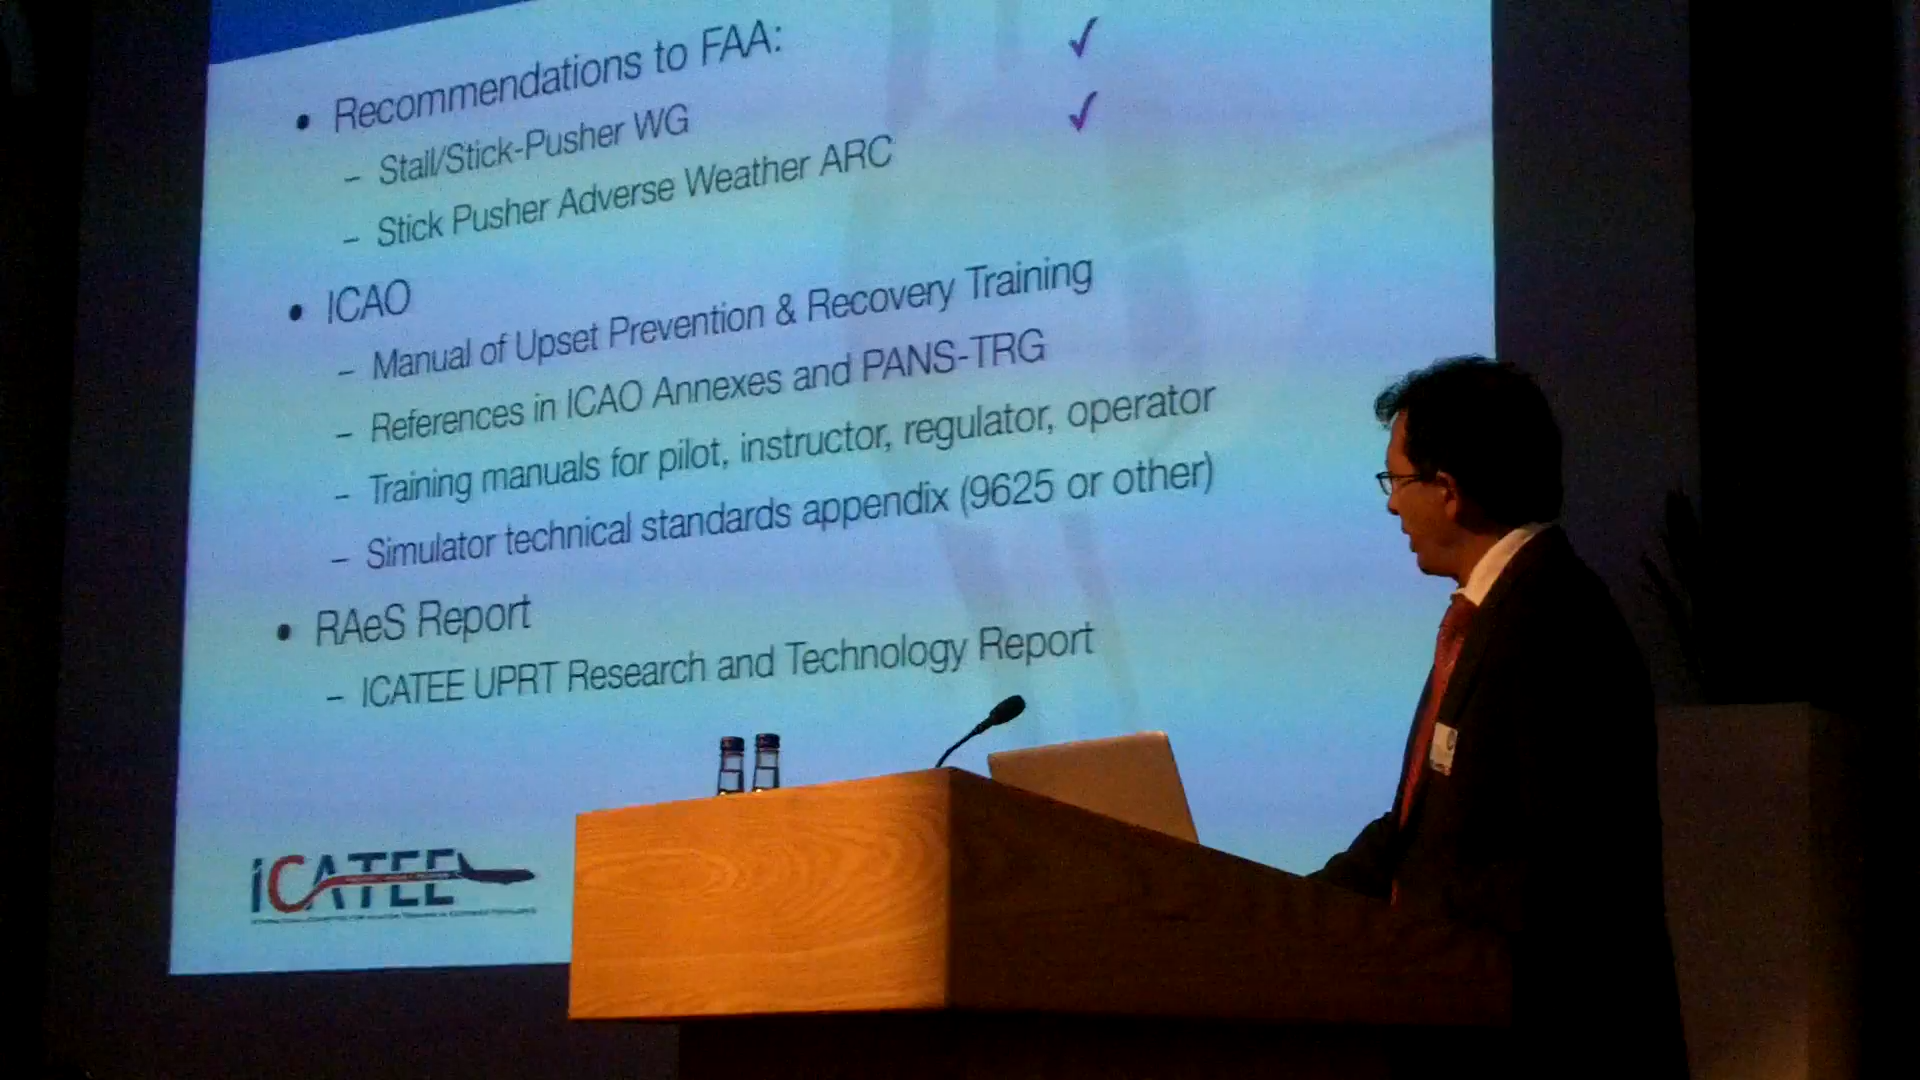 • Recommendations to FAA: ✓
– Stall/Stick-Pusher WG ✓
– Stick Pusher Adverse Weather ARC
• ICAO
– Manual of Upset Prevention & Recovery Training
– References in ICAO Annexes and PANS-TRG
– Training manuals for pilot, instructor, regulator, operator
– Simulator technical standards appendix (9625 or other)
• RAeS Report
– ICATEE UPRT Research and Technology Report
iCATEE